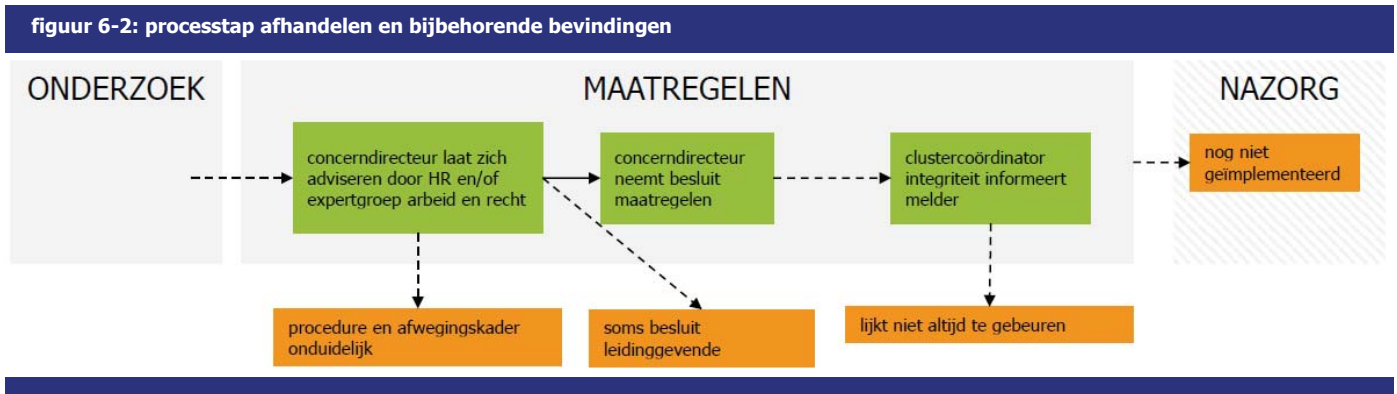 figuur 6-2: processtap afhandelen en bijbehorende bevindingen
ONDERZOEK
MAATREGELEN
NAZORG
concerndirecteur laat zich
adviseren door HR en/of
expertgroep arbeid en recht
concerndirecteur
neemt besluit
maatregelen
clustercoördinator
integriteit informeert
melder
nog niet
geïmplementeerd
procedure en afwegingskader
onduidelijk
soms besluit
leidinggevende
lijkt niet altijd te gebeuren